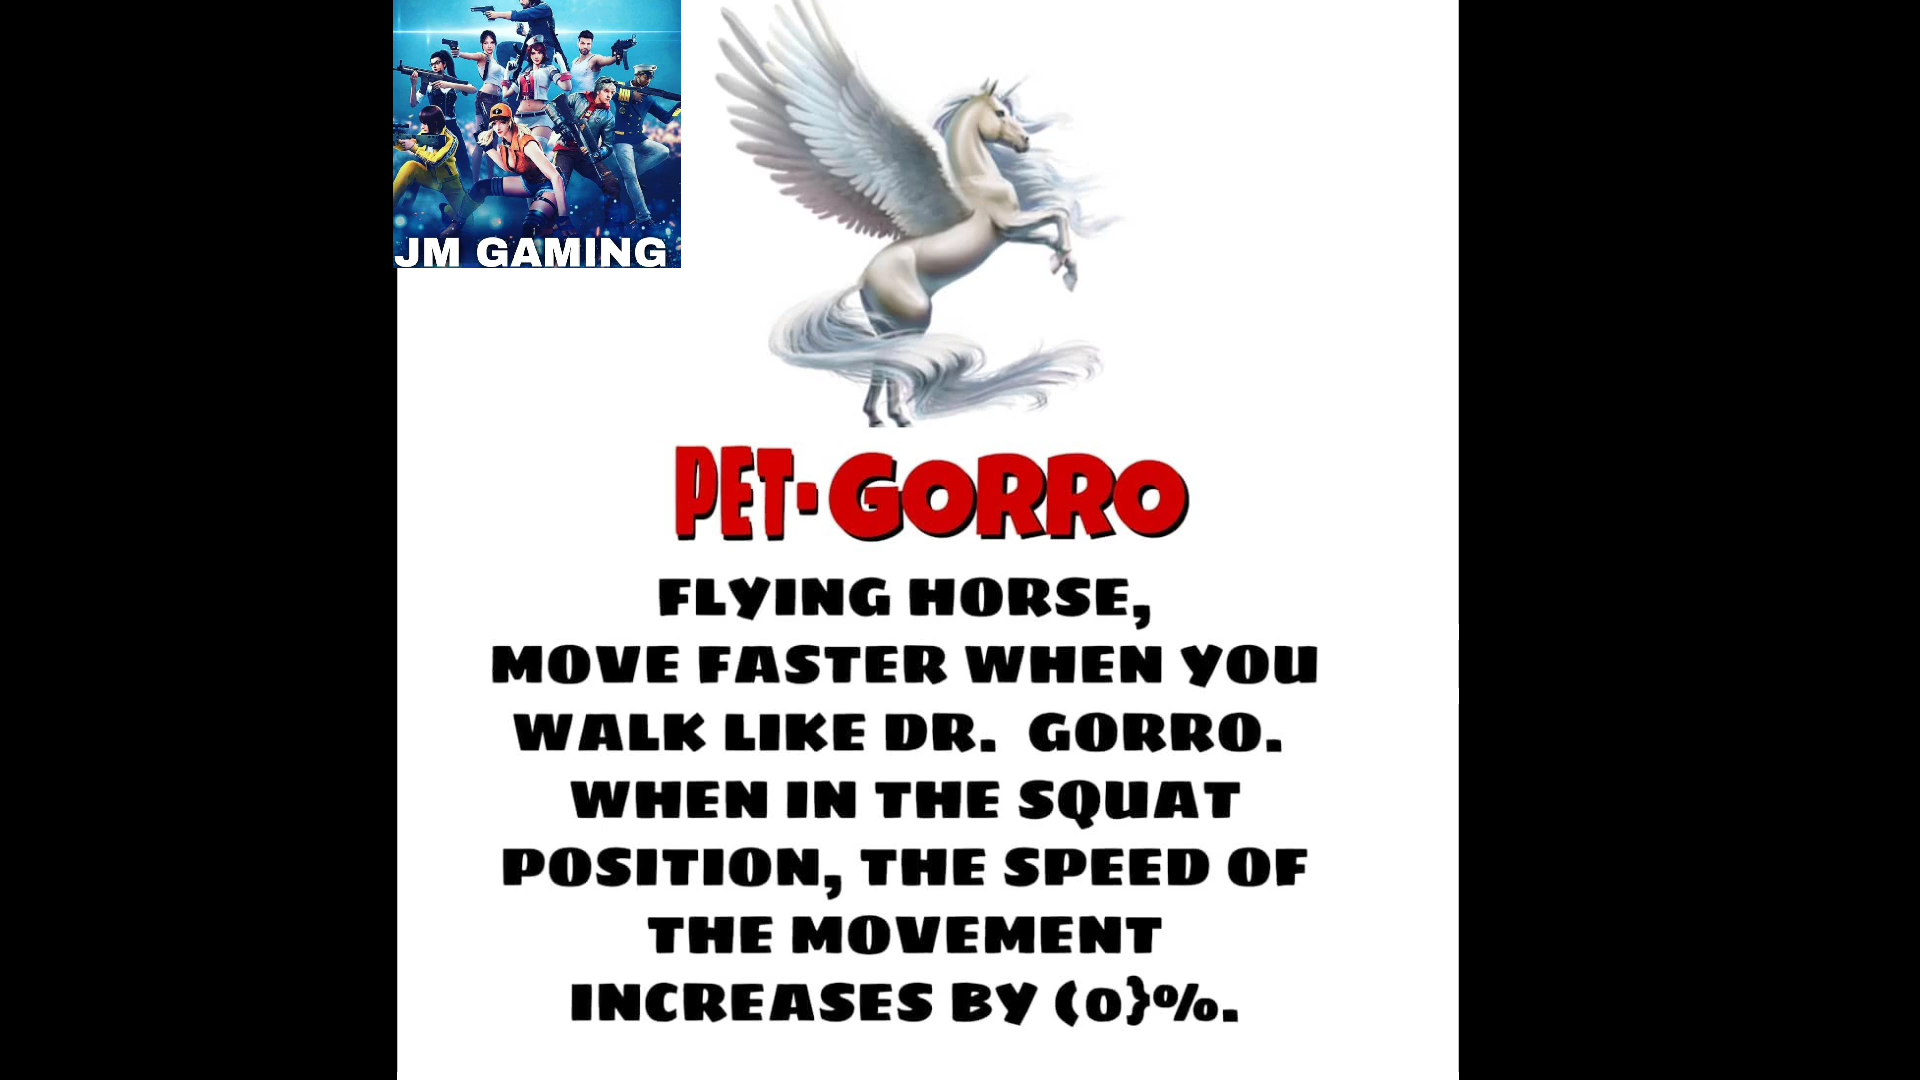 JM GAMING
PET·GORRO
FLYING HORSE,
MOVE FASTER WHEN YOU
WALK LIKE DR. GORRO.
WHEN IN THE SQUAT
POSITION, THE SPEED OF
THE MOVEMENT
INCREASES BY (0}%.